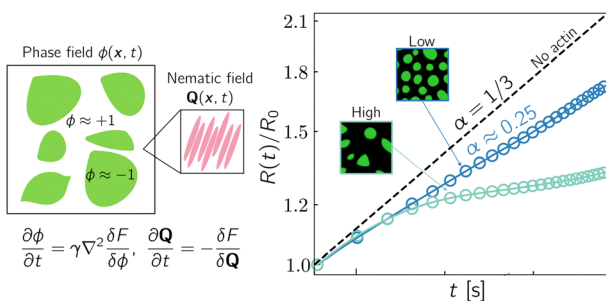 Phase field ϕ(x, t)
Nematic field
Q(x, t)
ϕ ≈ +1
ϕ ≈ −1
∂ϕ/∂t = γ∇² δF/δϕ, ∂Q/∂t = − δF/δQ
R(t)/R₀
2.1
1.8
1.5
1.2
1.0
Low
High
No actin
α = 1/3
α ≈ 0.25
t [s]